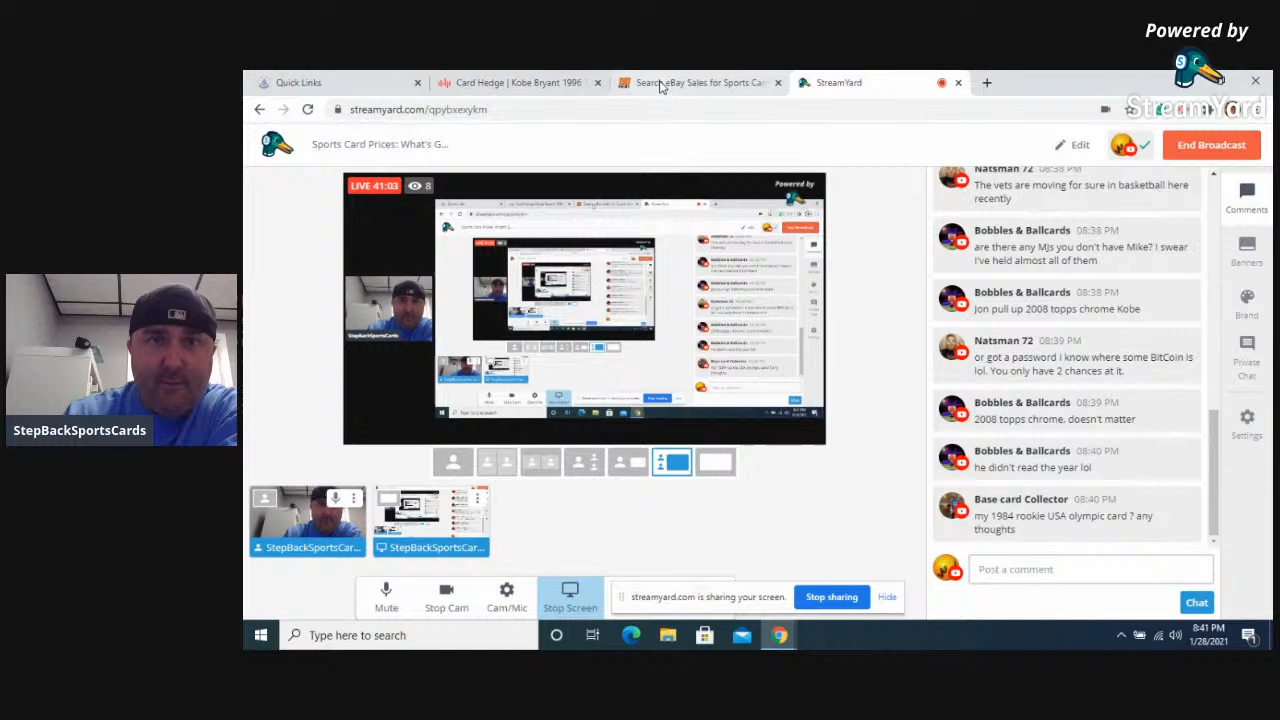 Powered by
StreamYard
Quick Links
Card Hedge | Kobe Bryant 1996
Search eBay Sales for Sports Car
StreamYard
streamyard.com/qpybxexykm
Sports Card Prices: What's G...
Edit
End Broadcast
LIVE 41:03
8
Powered by
Natsman 72 08:38 PM
The vets are moving for sure in basketball here
recently
Bobbles & Ballcards 08:38 PM
are there any MJs you don't have Mike? I swear
I've held almost all of them
Bobbles & Ballcards 08:38 PM
Jon pull up 2008 topps chrome Kobe
Natsman 72 08:39 PM
or got a password i know where some Bitcoin is
lol. You only have 2 chances at it.
Bobbles & Ballcards 08:39 PM
2008 topps chrome, doesn't matter
Bobbles & Ballcards 08:40 PM
he didn't read the year lol
Base card Collector 08:40 PM
my 1984 rookie USA olympic card ? any
thoughts
Post a comment
Chat
Comments
Banners
Brand
Private
Chat
Settings
StepBackSportsCards
StepBackSportsCards
StepBackSportsCar...
StepBackSportsCar...
Mute
Stop Cam
Cam/Mic
Stop Screen
streamyard.com is sharing your screen.
Stop sharing
Hide
Type here to search
8:41 PM
1/28/2021